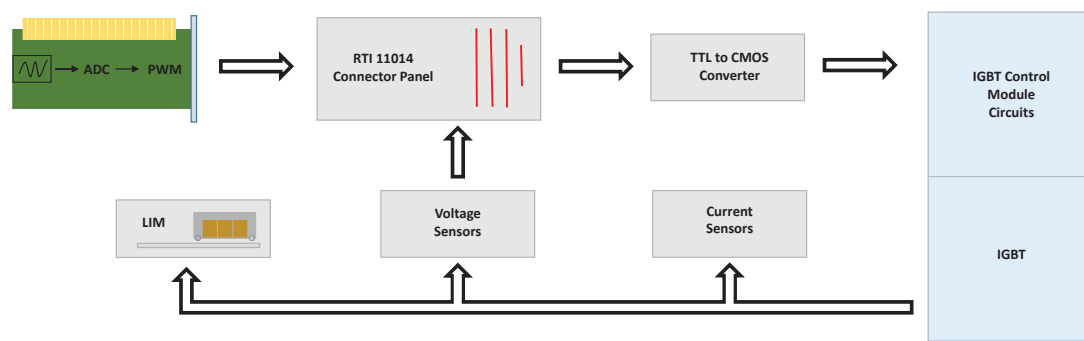 ADC
PWM
RTI 11014
Connector Panel
TTL to CMOS
Converter
IGBT Control
Module
Circuits
LIM
Voltage
Sensors
Current
Sensors
IGBT